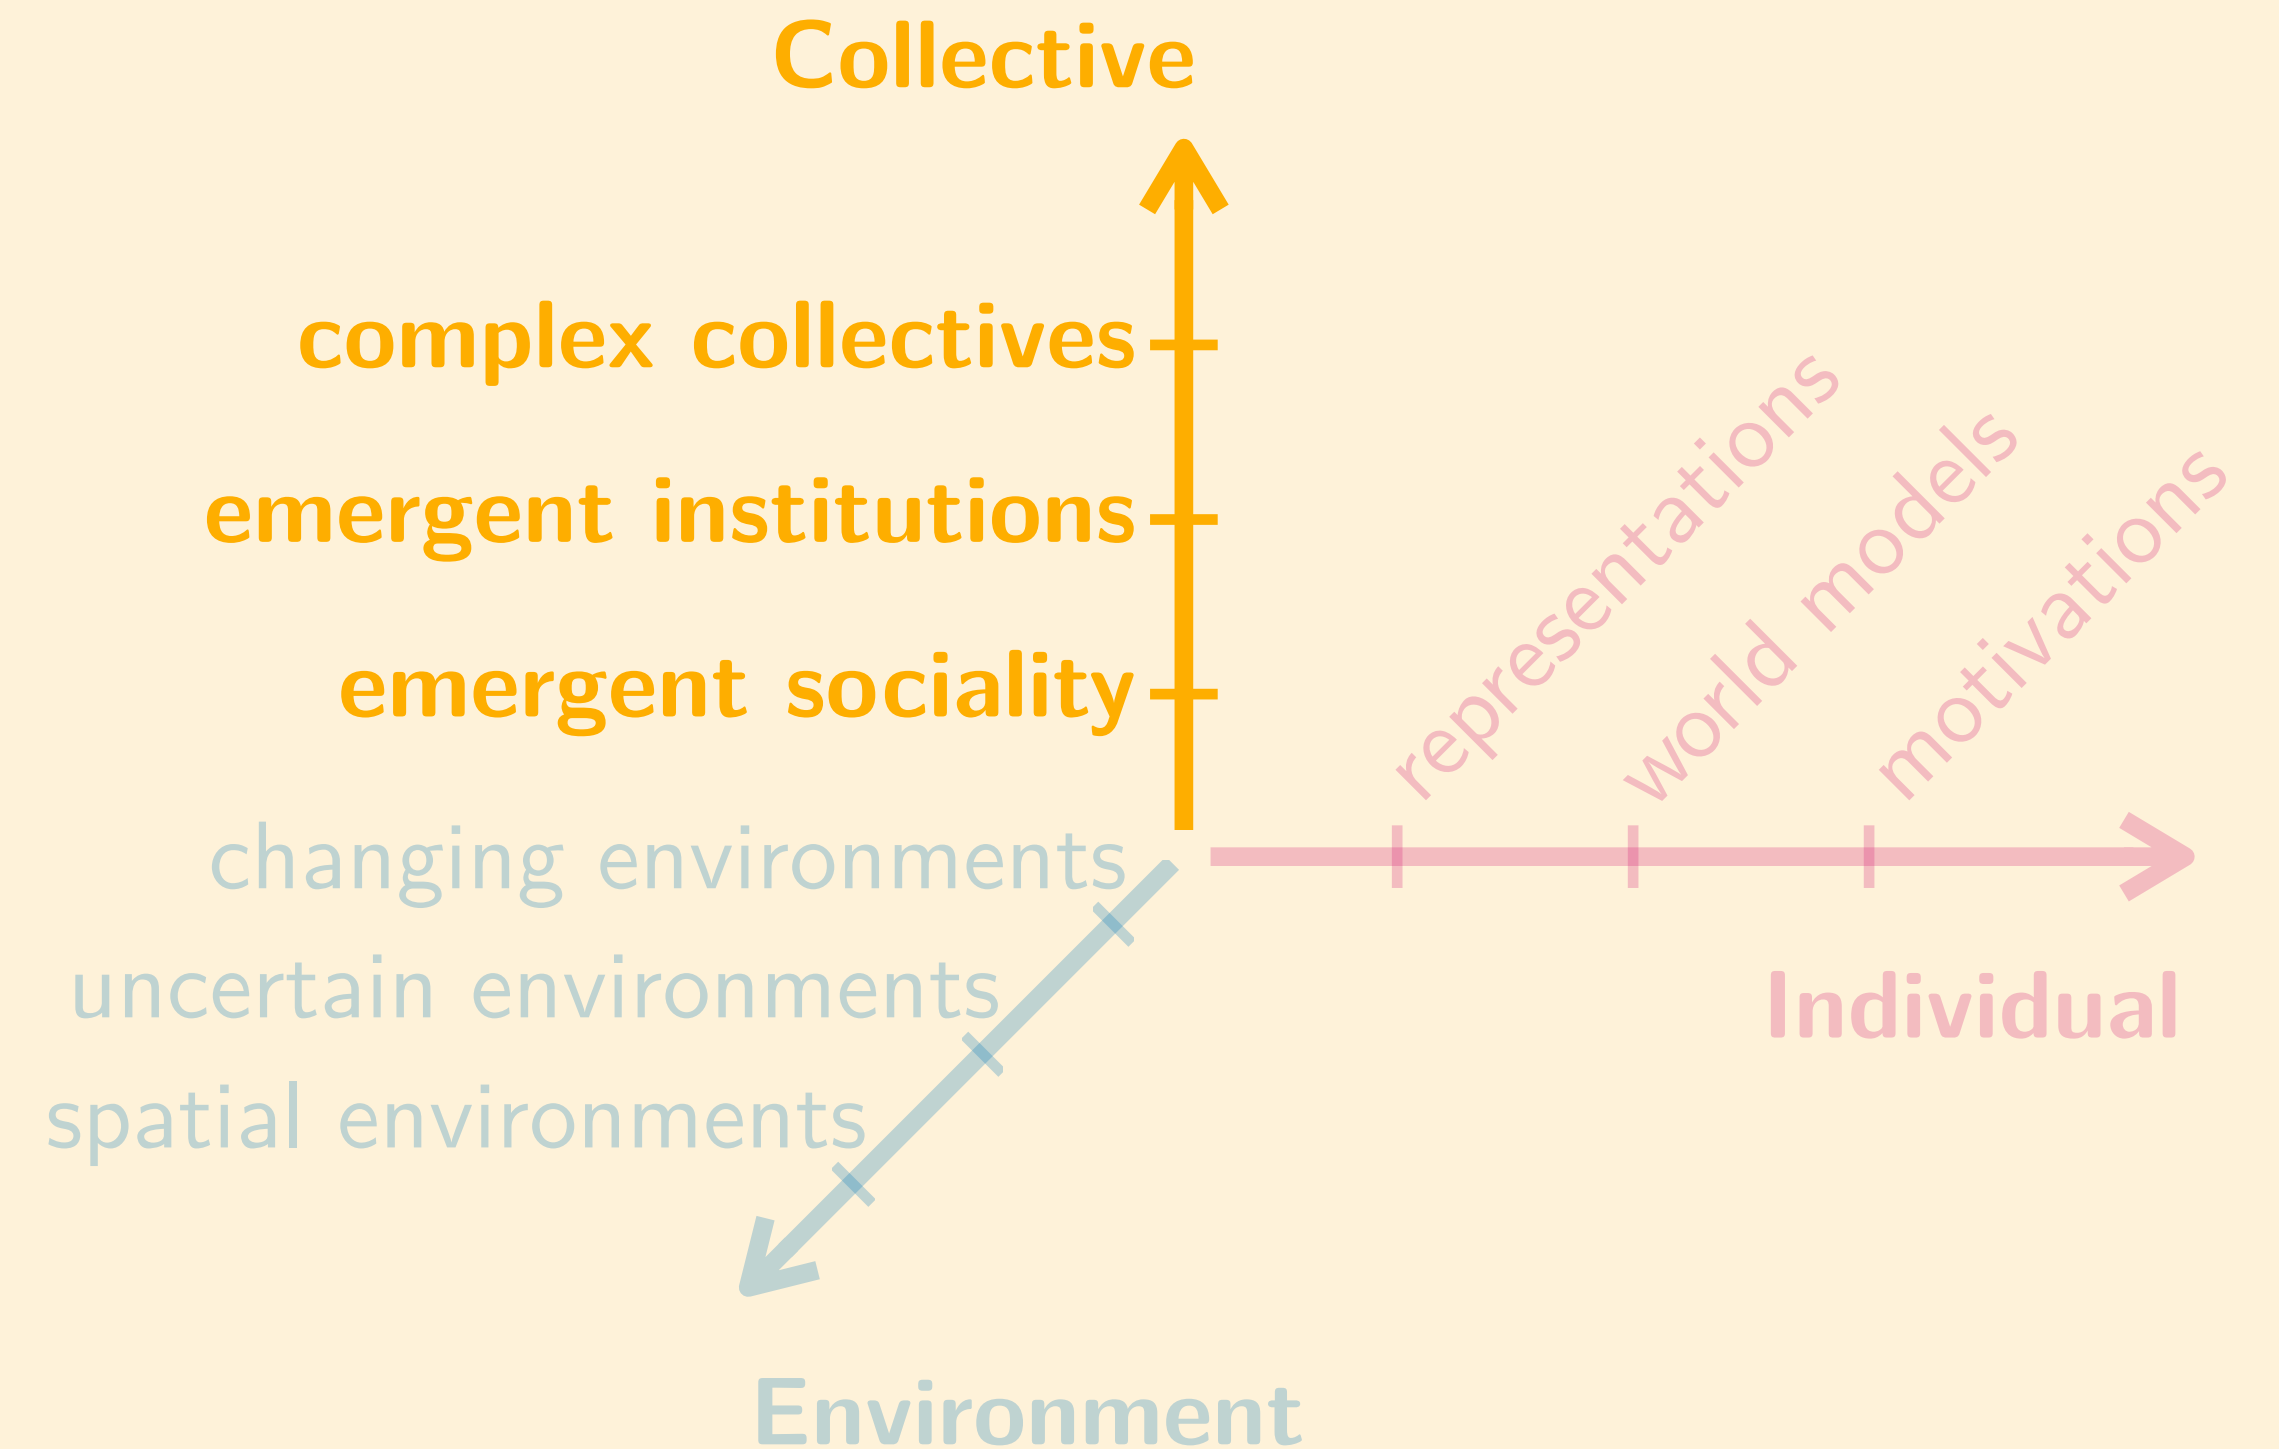 Collective
complex collectives
emergent institutions
emergent sociality
representations
world models
motivations
changing environments
uncertain environments
spatial environments
Individual
Environment